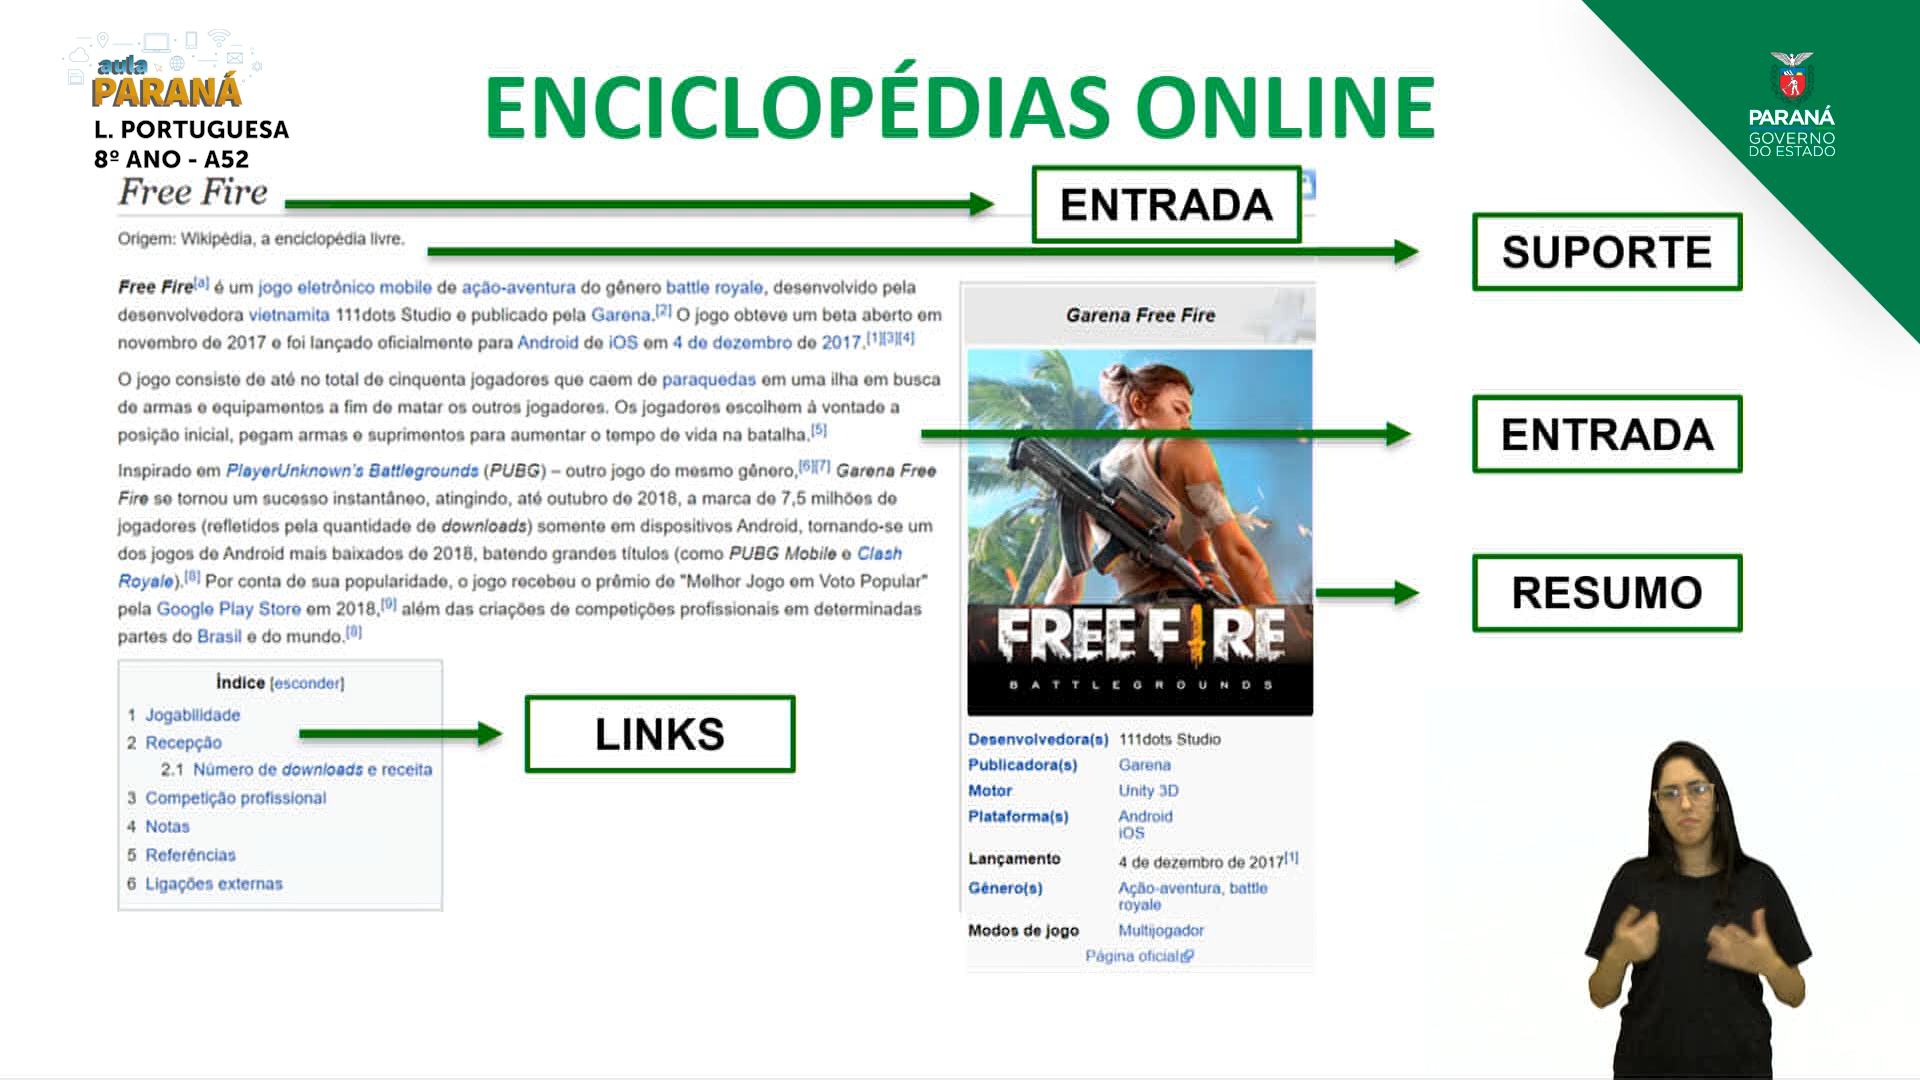 aula
PARANÁ
L. PORTUGUESA
8º ANO - A52
ENCICLOPÉDIAS ONLINE
PARANÁ
GOVERNO
DO ESTADO
Free Fire
ENTRADA
Origem: Wikipédia, a enciclopédia livre.
SUPORTE
Free Fire[a] é um jogo eletrônico mobile de ação-aventura do gênero battle royale, desenvolvido pela
desenvolvedora vietnamita 111dots Studio e publicado pela Garena.[2] O jogo obteve um beta aberto em
novembro de 2017 e foi lançado oficialmente para Android de iOS em 4 de dezembro de 2017.[1][3][4]
O jogo consiste de até no total de cinquenta jogadores que caem de paraquedas em uma ilha em busca
de armas e equipamentos a fim de matar os outros jogadores. Os jogadores escolhem à vontade a
posição inicial, pegam armas e suprimentos para aumentar o tempo de vida na batalha.[5]
ENTRADA
Inspirado em PlayerUnknown's Battlegrounds (PUBG) – outro jogo do mesmo gênero,[6][7] Garena Free
Fire se tornou um sucesso instantâneo, atingindo, até outubro de 2018, a marca de 7,5 milhões de
jogadores (refletidos pela quantidade de downloads) somente em dispositivos Android, tornando-se um
dos jogos de Android mais baixados de 2018, batendo grandes títulos (como PUBG Mobile e Clash
Royale).[8] Por conta de sua popularidade, o jogo recebeu o prêmio de "Melhor Jogo em Voto Popular"
pela Google Play Store em 2018,[9] além das criações de competições profissionais em determinadas
partes do Brasil e do mundo.[8]
Índice [esconder]
1 Jogabilidade
2 Recepção
2.1 Número de downloads e receita
3 Competição profissional
4 Notas
5 Referências
6 Ligações externas
LINKS
Garena Free Fire
FREE FIRE
BATTLEGROUNDS
RESUMO
Desenvolvedora(s) 111dots Studio
Publicadora(s) Garena
Motor Unity 3D
Plataforma(s) Android
iOS
Lançamento 4 de dezembro de 2017[1]
Gênero(s) Ação-aventura, battle
royale
Modos de jogo Multijogador
Página oficial